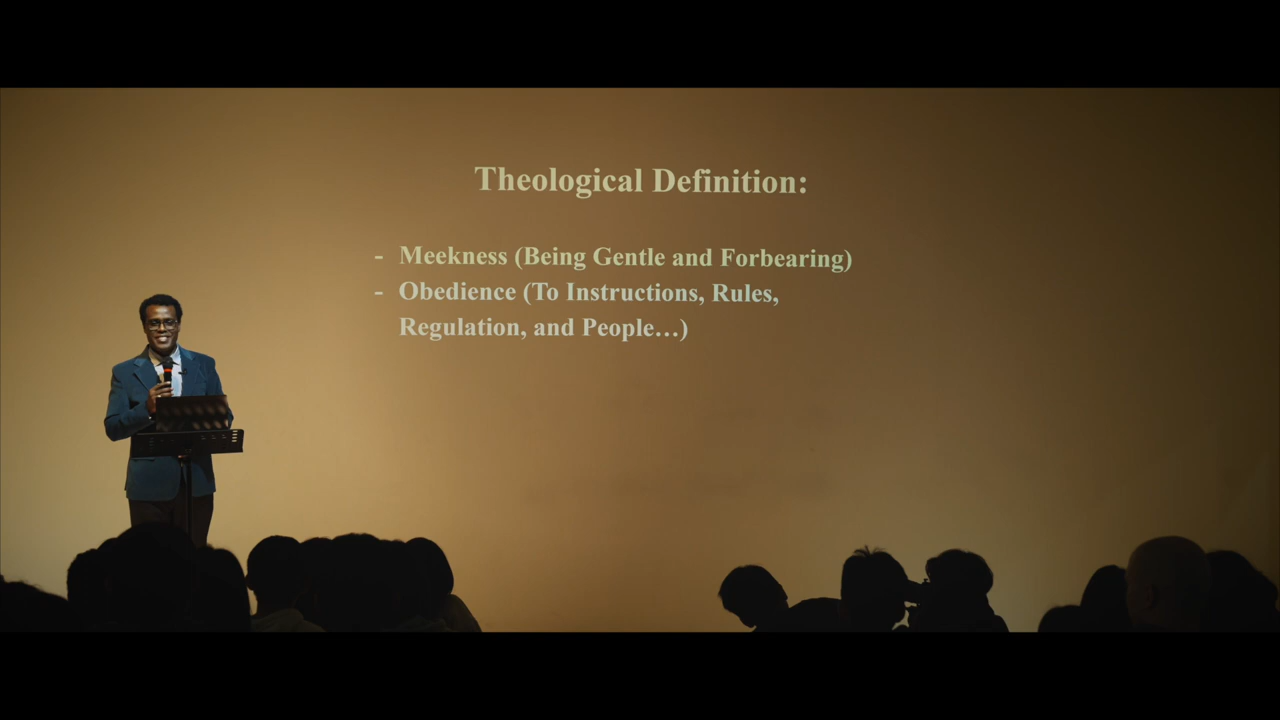 Theological Definition:
- Meekness (Being Gentle and Forbearing)
- Obedience (To Instructions, Rules,
Regulation, and People…)